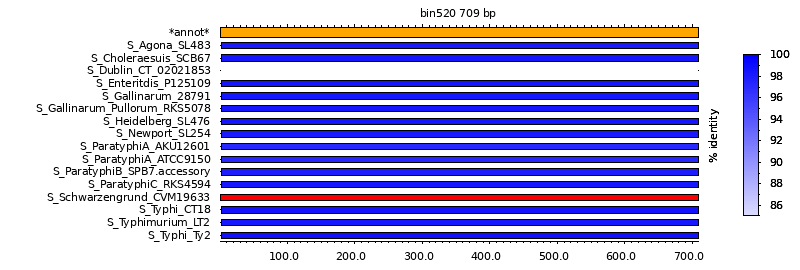 bin520 709 bp
*annot*
S_Agona_SL483
S_Choleraesuis_SCB67
S_Dublin_CT_02021853
S_Enteritdis_P125109
S_Gallinarum_28791
S_Gallinarum_Pullorum_RKS5078
S_Heidelberg_SL476
S_Newport_SL254
S_ParatyphiA_AKU12601
S_ParatyphiA_ATCC9150
S_ParatyphiB_SPB7.accessory
S_ParatyphiC_RKS4594
S_Schwarzengrund_CVM19633
S_Typhi_CT18
S_Typhimurium_LT2
S_Typhi_Ty2
100.0 200.0 300.0 400.0 500.0 600.0 700.0
% identity
100
98
96
94
92
90
88
86